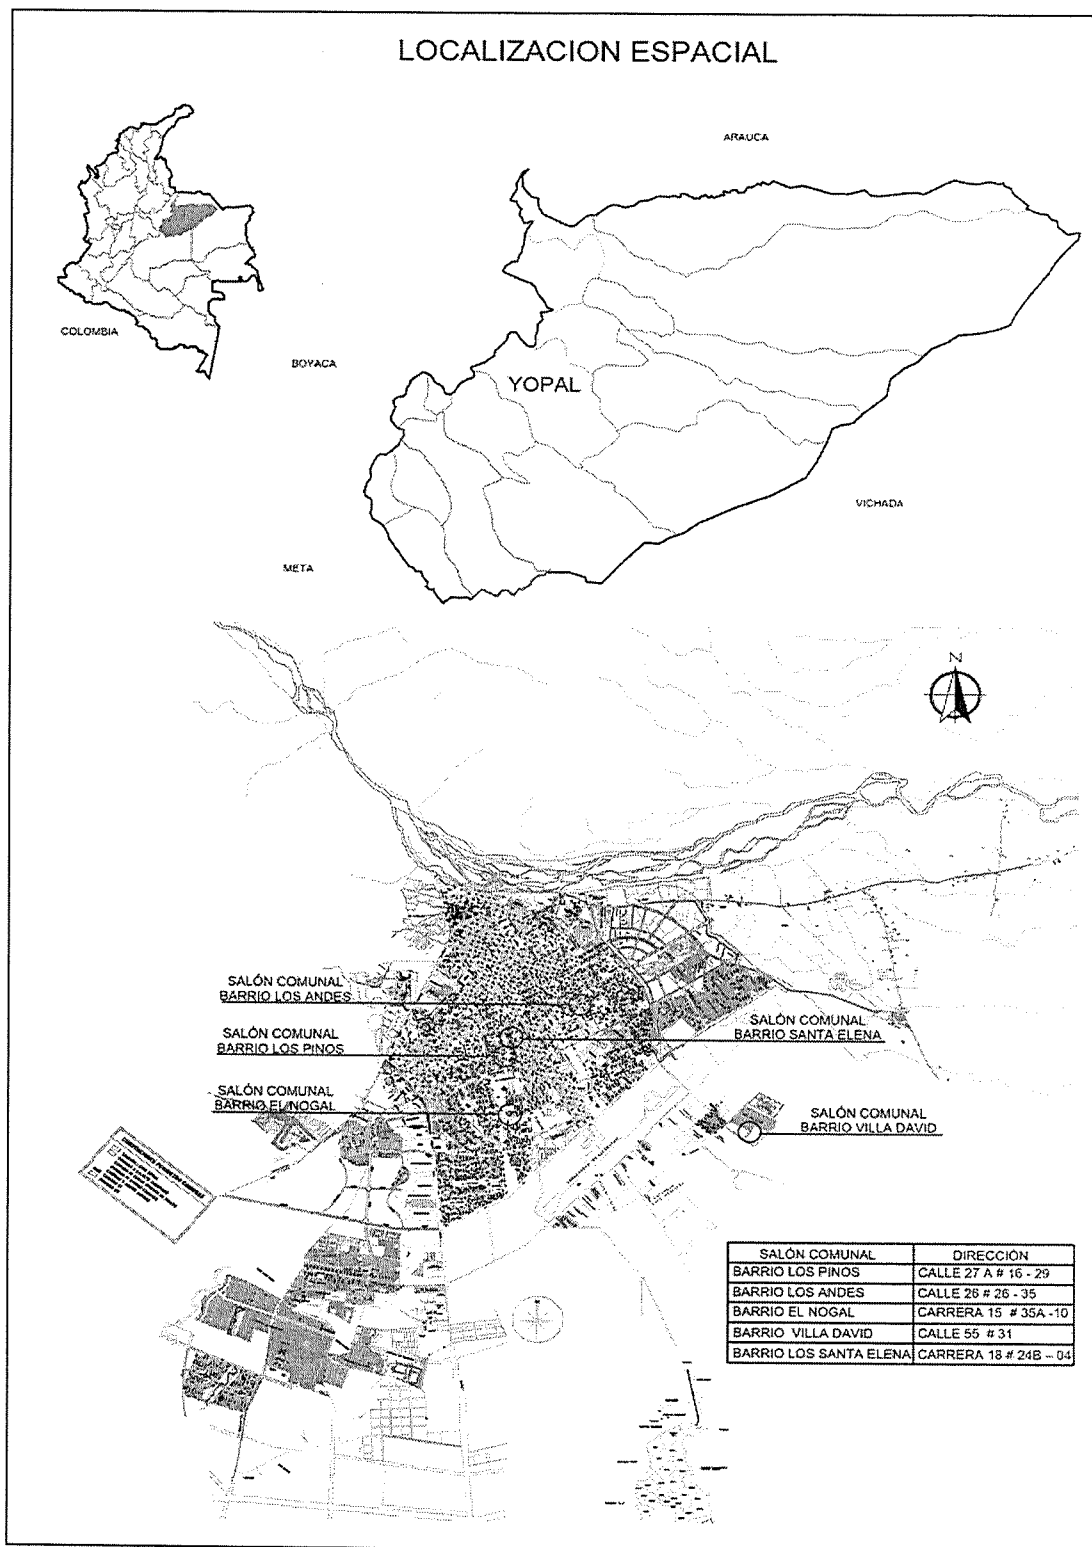 LOCALIZACION ESPACIAL
ARAUCA
COLOMBIA
BOYACA
YOPAL
VICHADA
META
N
SALÓN COMUNAL
BARRIO LOS ANDES
SALÓN COMUNAL
BARRIO LOS PINOS
SALÓN COMUNAL
BARRIO SANTA ELENA
SALÓN COMUNAL
BARRIO EL NOGAL
SALÓN COMUNAL
BARRIO VILLA DAVID
SALÓN COMUNAL DIRECCIÓN
BARRIO LOS PINOS CALLE 27 A # 16 - 29
BARRIO LOS ANDES CALLE 26 # 26 - 35
BARRIO EL NOGAL CARRERA 15 # 35A -10
BARRIO VILLA DAVID CALLE 55 # 31
BARRIO LOS SANTA ELENA CARRERA 18 # 24B - 04